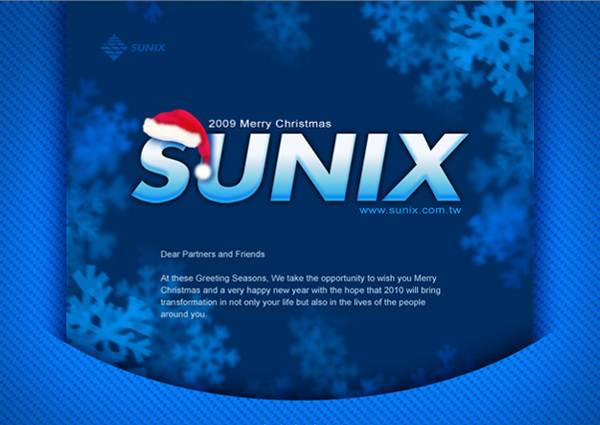 SUNIX
2009 Merry Christmas
SUNIX
www.sunix.com.tw
Dear Partners and Friends
At these Greeting Seasons, We take the opportunity to wish you Merry
Christmas and a very happy new year with the hope that 2010 will bring
transformation in not only your life but also in the lives of the people
around you.